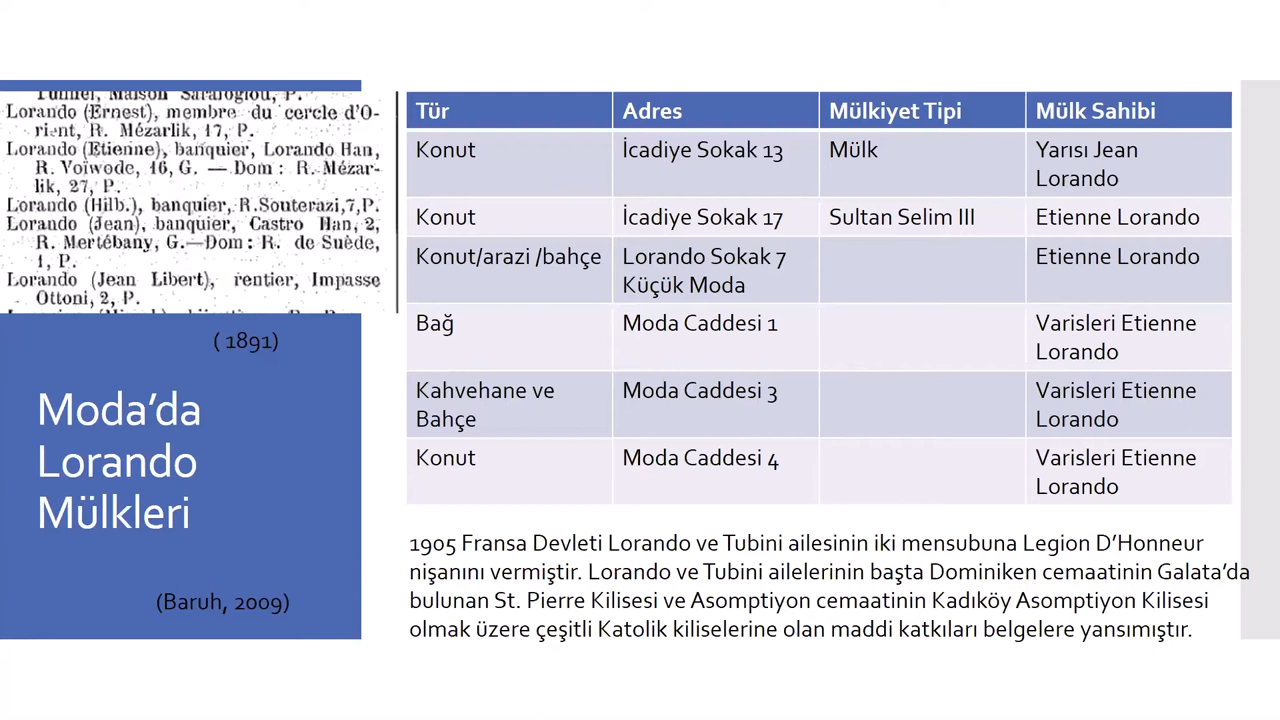 Tunnel, Maison Sarafoglou, P.
Lorando (Ernest), membre du cercle d'O-
rient, R. Mézarlik, 17, P.
Lorando (Etienne), banquier, Lorando Han,
R. Voïwode, 16, G. — Dom : R. Mézar-
lik, 27, P.
Lorando (Hilb.), banquier, R. Souterazi, 7, P.
Lorando (Jean), banquier, Castro Han, 2,
R. Mertébany, G.—Dom : R. de Suède,
1, P.
Lorando (Jean Libert), rentier, Impasse
Ottoni, 2, P.
( 1891)
Moda’da
Lorando
Mülkleri
(Baruh, 2009)
Tür Adres Mülkiyet Tipi Mülk Sahibi
Konut İcadiye Sokak 13 Mülk Yarısı Jean
Lorando
Konut İcadiye Sokak 17 Sultan Selim III Etienne Lorando
Konut/arazi /bahçe Lorando Sokak 7 Etienne Lorando
Küçük Moda
Bağ Moda Caddesi 1 Varisleri Etienne
Lorando
Kahvehane ve Moda Caddesi 3 Varisleri Etienne
Bahçe Lorando
Konut Moda Caddesi 4 Varisleri Etienne
Lorando
1905 Fransa Devleti Lorando ve Tubini ailesinin iki mensubuna Legion D’Honneur
nişanını vermiştir. Lorando ve Tubini ailelerinin başta Dominiken cemaatinin Galata’da
bulunan St. Pierre Kilisesi ve Asomptiyon cemaatinin Kadıköy Asomptiyon Kilisesi
olmak üzere çeşitli Katolik kiliselerine olan maddi katkıları belgelere yansımıştır.